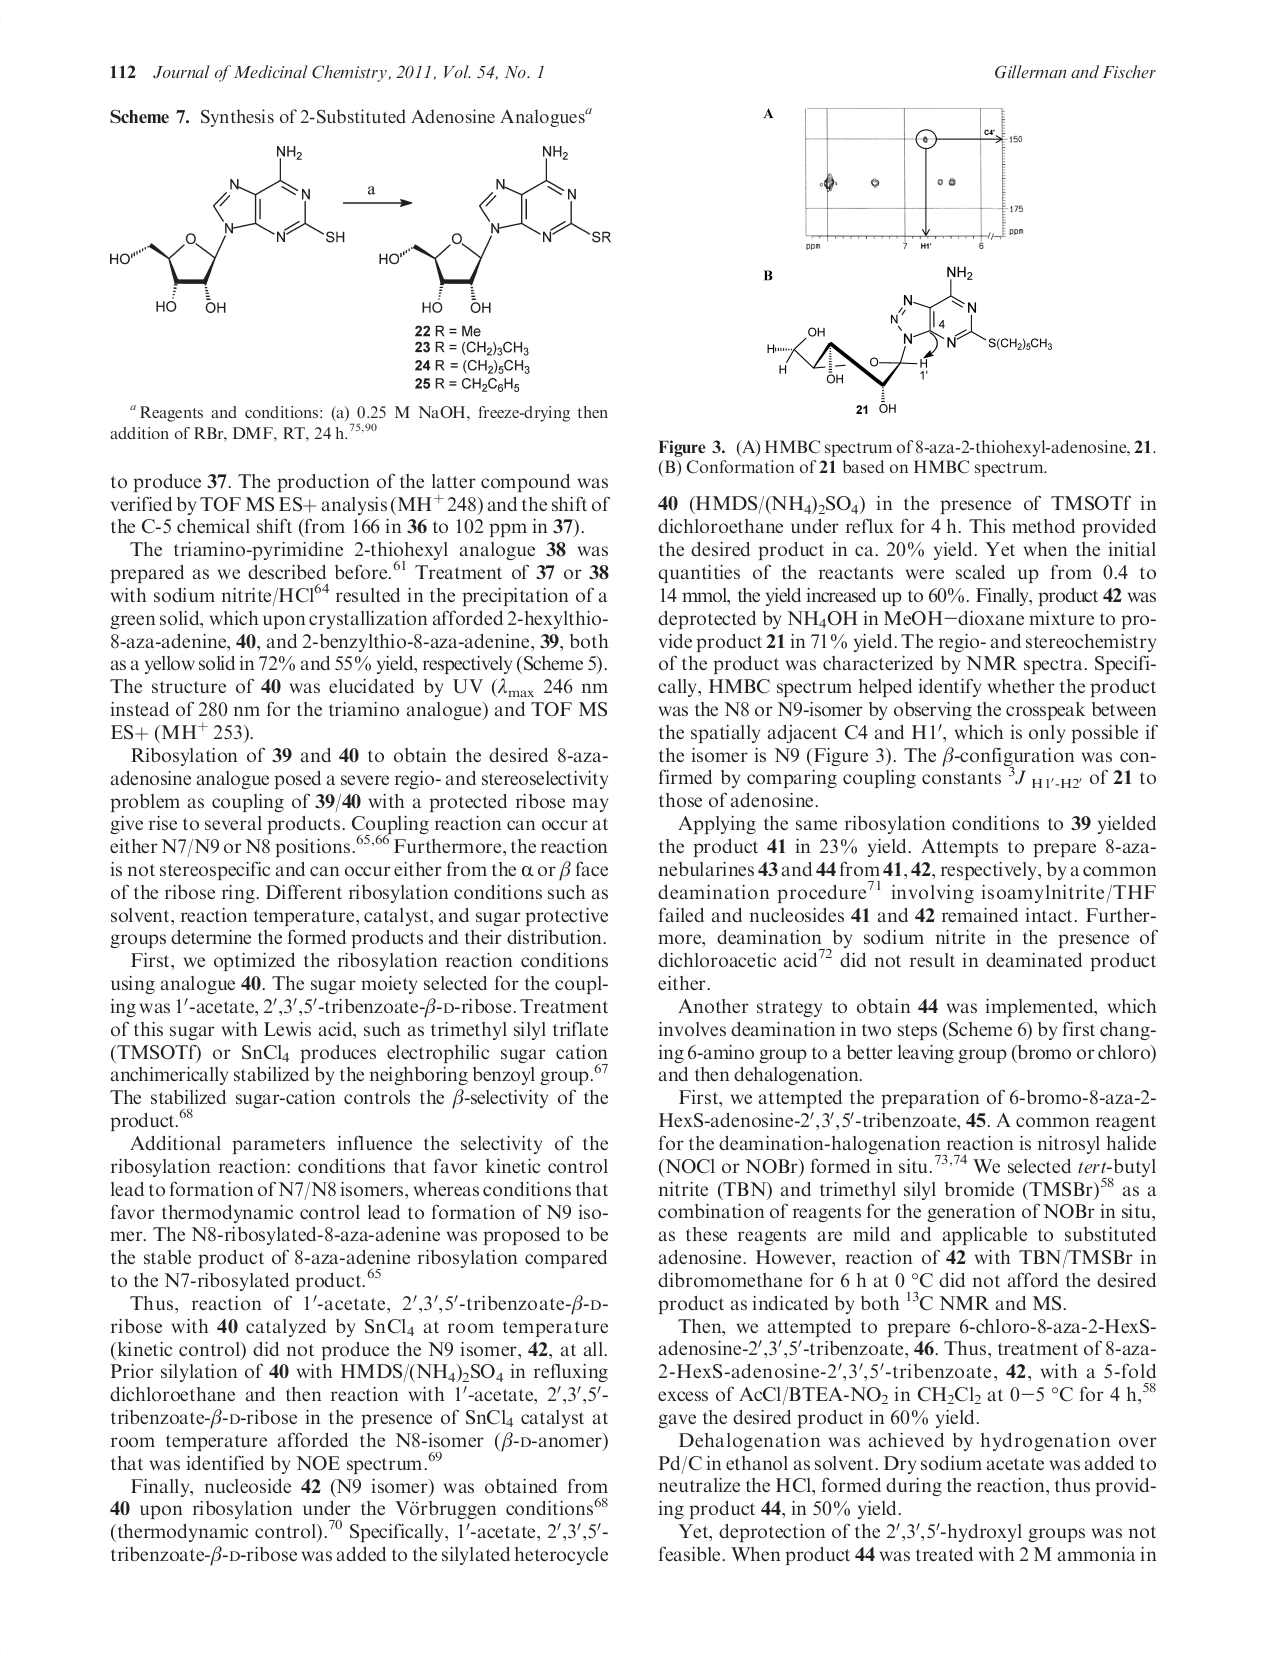 112 Journal of Medicinal Chemistry, 2011, Vol. 54, No. 1
Gillerman and Fischer
Scheme 7. Synthesis of 2-Substituted Adenosine Analoguesᵃ
NH₂
N
N
N
N
SH
O
HO
HO
OH
a
NH₂
N
N
N
N
SR
O
HO
HO
OH
22 R = Me
23 R = (CH₂)₃CH₃
24 R = (CH₂)₅CH₃
25 R = CH₂C₆H₅
ᵃ Reagents and conditions: (a) 0.25 M NaOH, freeze-drying then
addition of RBr, DMF, RT, 24 h.⁷⁵,⁹⁰
to produce 37. The production of the latter compound was
verified by TOF MS ES+ analysis (MH⁺ 248) and the shift of
the C-5 chemical shift (from 166 in 36 to 102 ppm in 37).
The triamino-pyrimidine 2-thiohexyl analogue 38 was
prepared as we described before.⁶¹ Treatment of 37 or 38
with sodium nitrite/HCl⁶⁴ resulted in the precipitation of a
green solid, which upon crystallization afforded 2-hexylthio-
8-aza-adenine, 40, and 2-benzylthio-8-aza-adenine, 39, both
as a yellow solid in 72% and 55% yield, respectively (Scheme 5).
The structure of 40 was elucidated by UV (λmax 246 nm
instead of 280 nm for the triamino analogue) and TOF MS
ES+ (MH⁺ 253).
Ribosylation of 39 and 40 to obtain the desired 8-aza-
adenosine analogue posed a severe regio- and stereoselectivity
problem as coupling of 39/40 with a protected ribose may
give rise to several products. Coupling reaction can occur at
either N7/N9 or N8 positions.⁶⁵,⁶⁶ Furthermore, the reaction
is not stereospecific and can occur either from the α or β face
of the ribose ring. Different ribosylation conditions such as
solvent, reaction temperature, catalyst, and sugar protective
groups determine the formed products and their distribution.
First, we optimized the ribosylation reaction conditions
using analogue 40. The sugar moiety selected for the coupl-
ing was 1′-acetate, 2′,3′,5′-tribenzoate-β-D-ribose. Treatment
of this sugar with Lewis acid, such as trimethyl silyl triflate
(TMSOTf) or SnCl₄ produces electrophilic sugar cation
anchimerically stabilized by the neighboring benzoyl group.⁶⁷
The stabilized sugar-cation controls the β-selectivity of the
product.⁶⁸
Additional parameters influence the selectivity of the
ribosylation reaction: conditions that favor kinetic control
lead to formation of N7/N8 isomers, whereas conditions that
favor thermodynamic control lead to formation of N9 iso-
mer. The N8-ribosylated-8-aza-adenine was proposed to be
the stable product of 8-aza-adenine ribosylation compared
to the N7-ribosylated product.⁶⁵
Thus, reaction of 1′-acetate, 2′,3′,5′-tribenzoate-β-D-
ribose with 40 catalyzed by SnCl₄ at room temperature
(kinetic control) did not produce the N9 isomer, 42, at all.
Prior silylation of 40 with HMDS/(NH₄)₂SO₄ in refluxing
dichloroethane and then reaction with 1′-acetate, 2′,3′,5′-
tribenzoate-β-D-ribose in the presence of SnCl₄ catalyst at
room temperature afforded the N8-isomer (β-D-anomer)
that was identified by NOE spectrum.⁶⁹
Finally, nucleoside 42 (N9 isomer) was obtained from
40 upon ribosylation under the Vörbruggen conditions⁶⁸
(thermodynamic control).⁷⁰ Specifically, 1′-acetate, 2′,3′,5′-
tribenzoate-β-D-ribose was added to the silylated heterocycle
A
C4′
150
175
ppm
ppm
7
H1′
6
B
NH₂
N
N
N
N
N
4
S(CH₂)₅CH₃
OH
H
H
O
H
1′
OH
21 OH
Figure 3. (A) HMBC spectrum of 8-aza-2-thiohexyl-adenosine, 21.
(B) Conformation of 21 based on HMBC spectrum.
40 (HMDS/(NH₄)₂SO₄) in the presence of TMSOTf in
dichloroethane under reflux for 4 h. This method provided
the desired product in ca. 20% yield. Yet when the initial
quantities of the reactants were scaled up from 0.4 to
14 mmol, the yield increased up to 60%. Finally, product 42 was
deprotected by NH₄OH in MeOH−dioxane mixture to pro-
vide product 21 in 71% yield. The regio- and stereochemistry
of the product was characterized by NMR spectra. Specifi-
cally, HMBC spectrum helped identify whether the product
was the N8 or N9-isomer by observing the crosspeak between
the spatially adjacent C4 and H1′, which is only possible if
the isomer is N9 (Figure 3). The β-configuration was con-
firmed by comparing coupling constants ³J H1′-H2′ of 21 to
those of adenosine.
Applying the same ribosylation conditions to 39 yielded
the product 41 in 23% yield. Attempts to prepare 8-aza-
nebularines 43 and 44 from 41, 42, respectively, by a common
deamination procedure⁷¹ involving isoamylnitrite/THF
failed and nucleosides 41 and 42 remained intact. Further-
more, deamination by sodium nitrite in the presence of
dichloroacetic acid⁷² did not result in deaminated product
either.
Another strategy to obtain 44 was implemented, which
involves deamination in two steps (Scheme 6) by first chang-
ing 6-amino group to a better leaving group (bromo or chloro)
and then dehalogenation.
First, we attempted the preparation of 6-bromo-8-aza-2-
HexS-adenosine-2′,3′,5′-tribenzoate, 45. A common reagent
for the deamination-halogenation reaction is nitrosyl halide
(NOCl or NOBr) formed in situ.⁷³,⁷⁴ We selected tert-butyl
nitrite (TBN) and trimethyl silyl bromide (TMSBr)⁵⁸ as a
combination of reagents for the generation of NOBr in situ,
as these reagents are mild and applicable to substituted
adenosine. However, reaction of 42 with TBN/TMSBr in
dibromomethane for 6 h at 0 °C did not afford the desired
product as indicated by both ¹³C NMR and MS.
Then, we attempted to prepare 6-chloro-8-aza-2-HexS-
adenosine-2′,3′,5′-tribenzoate, 46. Thus, treatment of 8-aza-
2-HexS-adenosine-2′,3′,5′-tribenzoate, 42, with a 5-fold
excess of AcCl/BTEA-NO₂ in CH₂Cl₂ at 0−5 °C for 4 h,⁵⁸
gave the desired product in 60% yield.
Dehalogenation was achieved by hydrogenation over
Pd/C in ethanol as solvent. Dry sodium acetate was added to
neutralize the HCl, formed during the reaction, thus provid-
ing product 44, in 50% yield.
Yet, deprotection of the 2′,3′,5′-hydroxyl groups was not
feasible. When product 44 was treated with 2 M ammonia in